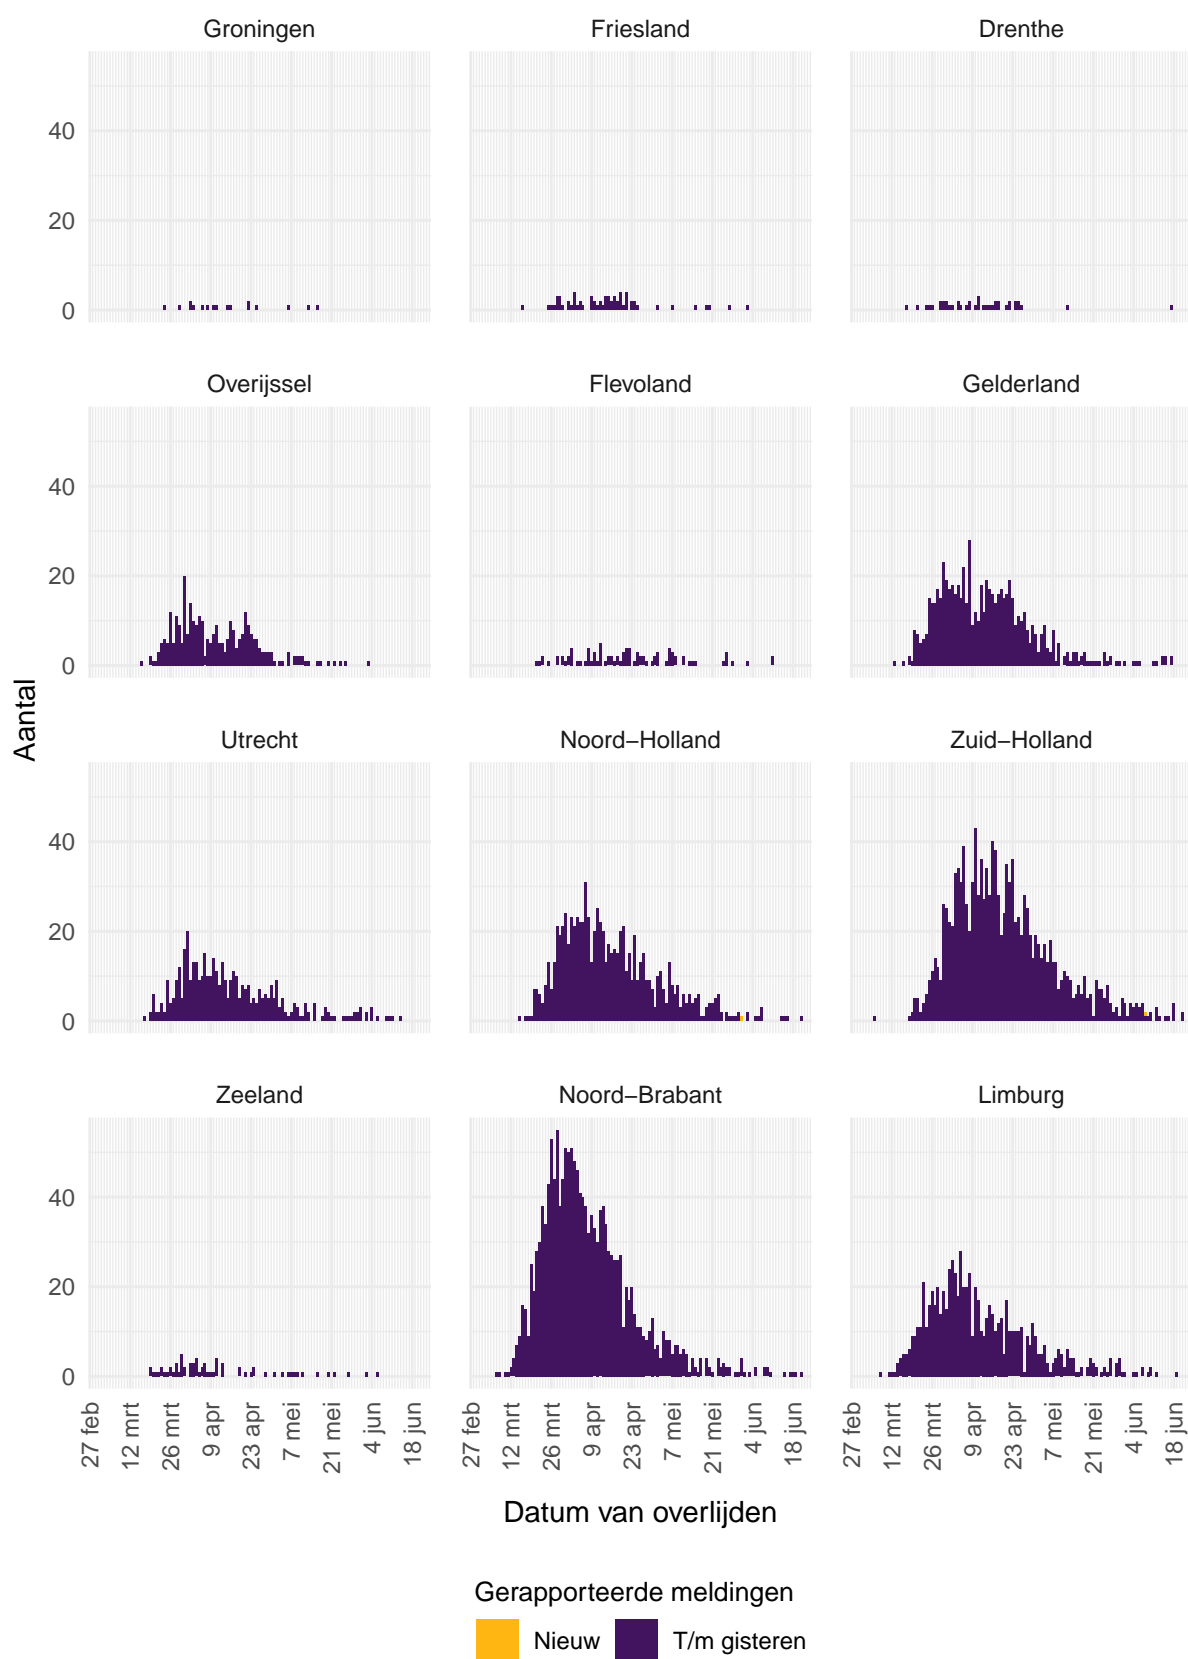 Groningen Friesland Drenthe
40
20
0
Overijssel Flevoland Gelderland
40
20
0
Aantal
Utrecht Noord−Holland Zuid−Holland
40
20
0
Zeeland Noord−Brabant Limburg
40
20
0
27 feb 12 mrt 26 mrt 9 apr 23 apr 7 mei 21 mei 4 jun 18 jun 27 feb 12 mrt 26 mrt 9 apr 23 apr 7 mei 21 mei 4 jun 18 jun 27 feb 12 mrt 26 mrt 9 apr 23 apr 7 mei 21 mei 4 jun 18 jun
Datum van overlijden
Gerapporteerde meldingen
Nieuw T/m gisteren